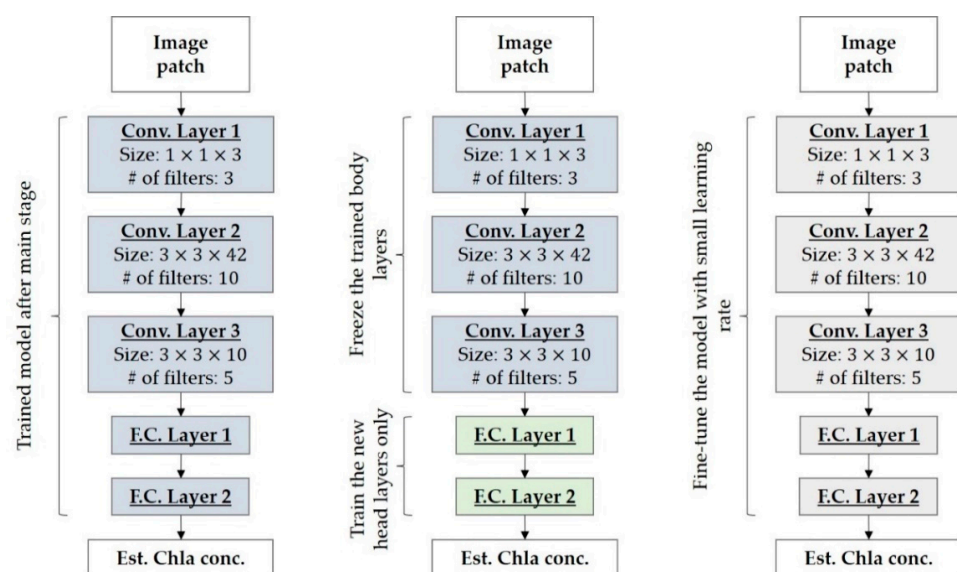 Image
patch
Conv. Layer 1
Size: 1 × 1 × 3
# of filters: 3
Conv. Layer 2
Size: 3 × 3 × 42
# of filters: 10
Conv. Layer 3
Size: 3 × 3 × 10
# of filters: 5
F.C. Layer 1
F.C. Layer 2
Est. Chla conc.
Trained model after main stage
Image
patch
Conv. Layer 1
Size: 1 × 1 × 3
# of filters: 3
Conv. Layer 2
Size: 3 × 3 × 42
# of filters: 10
Conv. Layer 3
Size: 3 × 3 × 10
# of filters: 5
F.C. Layer 1
F.C. Layer 2
Est. Chla conc.
Freeze the trained body
layers
Train the new
head layers only
Image
patch
Conv. Layer 1
Size: 1 × 1 × 3
# of filters: 3
Conv. Layer 2
Size: 3 × 3 × 42
# of filters: 10
Conv. Layer 3
Size: 3 × 3 × 10
# of filters: 5
F.C. Layer 1
F.C. Layer 2
Est. Chla conc.
Fine-tune the model with small learning
rate